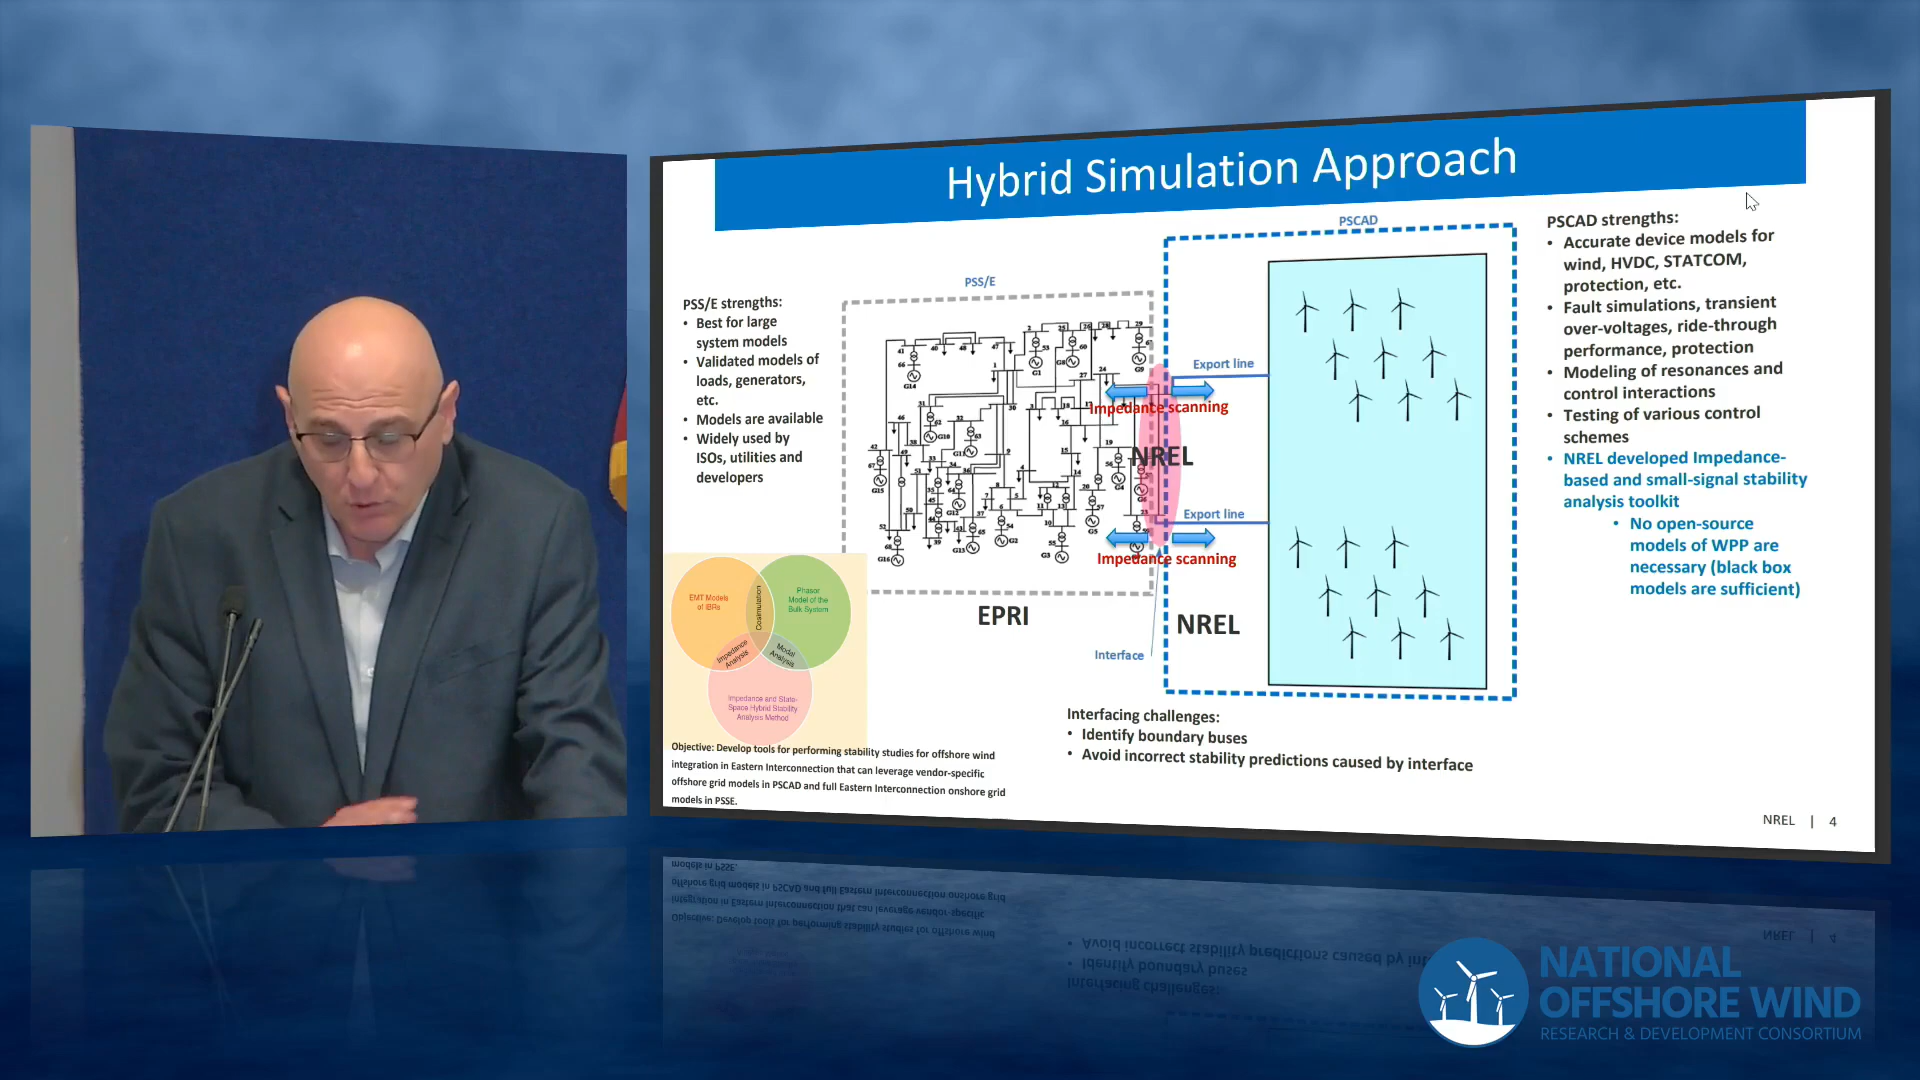 Hybrid Simulation Approach
PSS/E strengths:
• Best for large
system models
• Validated models of
loads, generators,
etc.
• Models are available
• Widely used by
ISOs, utilities and
developers
PSS/E
PSCAD
Export line
Impedance scanning
NREL
Export line
Impedance scanning
EPRI
NREL
Interface
PSCAD strengths:
• Accurate device models for
wind, HVDC, STATCOM,
protection, etc.
• Fault simulations, transient
over-voltages, ride-through
performance, protection
• Modeling of resonances and
control interactions
• Testing of various control
schemes
• NREL developed Impedance-
based and small-signal stability
analysis toolkit
• No open-source
models of WPP are
necessary (black box
models are sufficient)
EMT Models
of IBRs
Cosimulation
Phasor
Model of the
Bulk System
Impedance
Analysis
Modal
Analysis
Impedance and State-
Space Hybrid Stability
Analysis Method
Objective: Develop tools for performing stability studies for offshore wind
integration in Eastern Interconnection that can leverage vendor-specific
offshore grid models in PSCAD and full Eastern Interconnection onshore grid
models in PSSE.
Interfacing challenges:
• Identify boundary buses
• Avoid incorrect stability predictions caused by interface
NREL | 4
NATIONAL
OFFSHORE WIND
RESEARCH & DEVELOPMENT CONSORTIUM